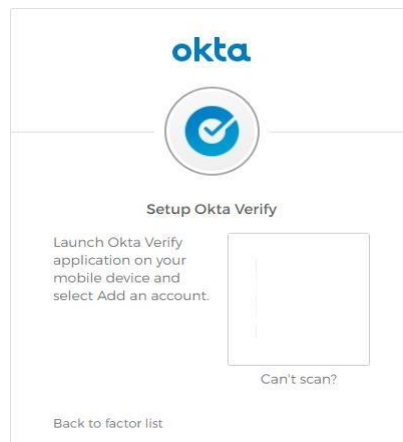 okta
Setup Okta Verify
Launch Okta Verify
application on your
mobile device and
select Add an account.
Can't scan?
Back to factor list